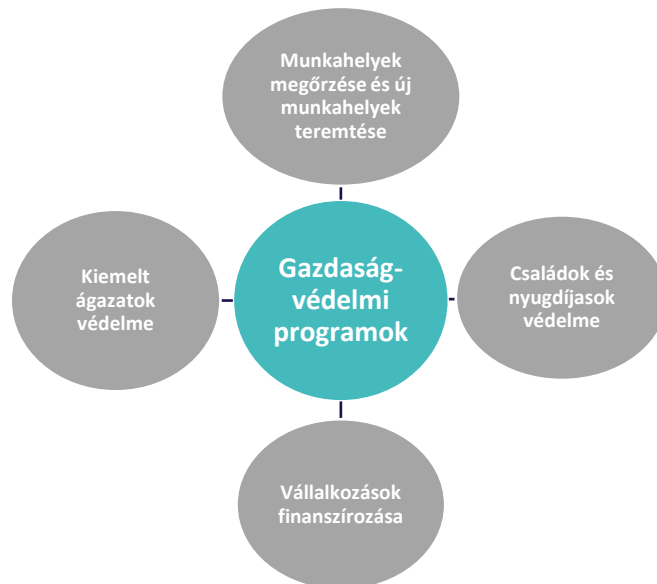 Munkahelyek
megőrzése és új
munkahelyek
teremtése
Kiemelt
ágazatok
védelme
Gazdaság-
védelmi
programok
Családok és
nyugdíjasok
védelme
Vállalkozások
finanszírozása